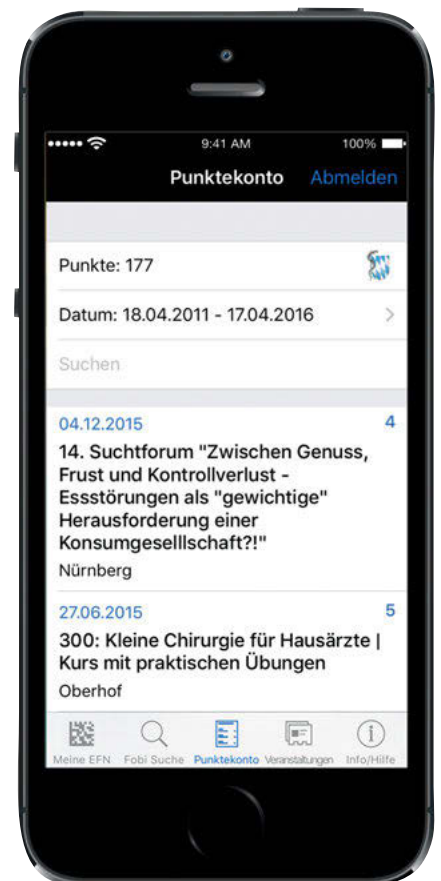 9:41 AM
100%
Punktekonto
Abmelden
Punkte: 177
Datum: 18.04.2011 - 17.04.2016
Suchen
04.12.2015
4
14. Suchtforum "Zwischen Genuss,
Frust und Kontrollverlust -
Essstörungen als "gewichtige"
Herausforderung einer
Konsumgeselllschaft?!"
Nürnberg
27.06.2015
5
300: Kleine Chirurgie für Hausärzte |
Kurs mit praktischen Übungen
Oberhof
Meine EFN
Fobi Suche
Punktekonto
Veranstaltungen
Info/Hilfe